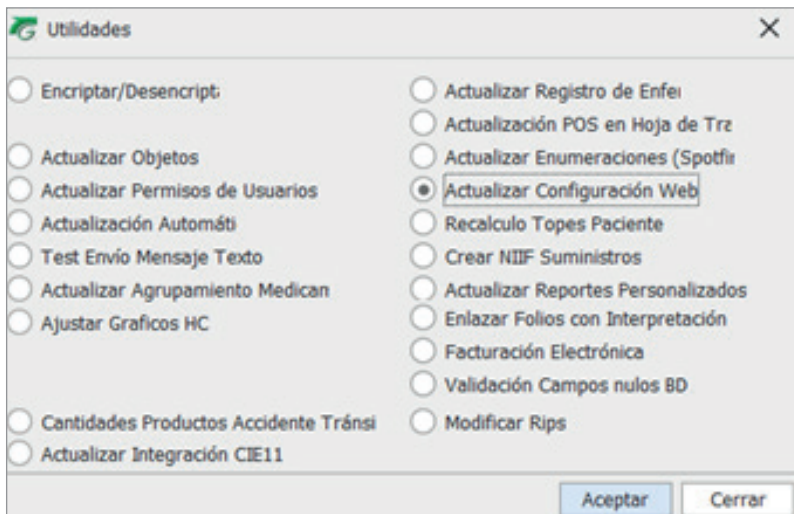 Utilidades
Encriptar/Desencripta
Actualizar Objetos
Actualizar Permisos de Usuarios
Actualización Automáti
Test Envío Mensaje Texto
Actualizar Agrupamiento Medican
Ajustar Graficos HC
Cantidades Productos Accidente Tránsi
Actualizar Integración CIE11
Actualizar Registro de Enfer
Actualización POS en Hoja de Tra
Actualizar Enumeraciones (Spotfir
Actualizar Configuración Web
Recalculo Topes Paciente
Crear NIIF Suministros
Actualizar Reportes Personalizados
Enlazar Folios con Interpretación
Facturación Electrónica
Validación Campos nulos BD
Modificar Rips
Aceptar
Cerrar